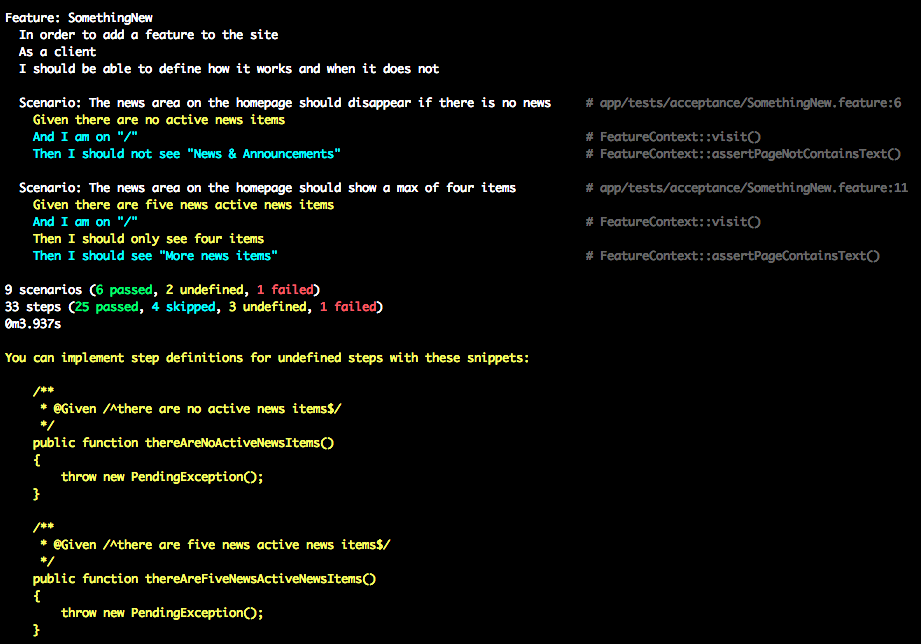 Feature: SomethingNew
  In order to add a feature to the site
  As a client
  I should be able to define how it works and when it does not

  Scenario: The news area on the homepage should disappear if there is no news     # app/tests/acceptance/SomethingNew.feature:6
    Given there are no active news items
    And I am on "/"                                                                # FeatureContext::visit()
    Then I should not see "News & Announcements"                                   # FeatureContext::assertPageNotContainsText()

  Scenario: The news area on the homepage should show a max of four items          # app/tests/acceptance/SomethingNew.feature:11
    Given there are five news active news items
    And I am on "/"                                                                # FeatureContext::visit()
    Then I should only see four items
    Then I should see "More news items"                                            # FeatureContext::assertPageContainsText()

9 scenarios (6 passed, 2 undefined, 1 failed)
33 steps (25 passed, 4 skipped, 3 undefined, 1 failed)
0m3.937s

You can implement step definitions for undefined steps with these snippets:

    /**
     * @Given /^there are no active news items$/
     */
    public function thereAreNoActiveNewsItems()
    {
        throw new PendingException();
    }

    /**
     * @Given /^there are five news active news items$/
     */
    public function thereAreFiveNewsActiveNewsItems()
    {
        throw new PendingException();
    }